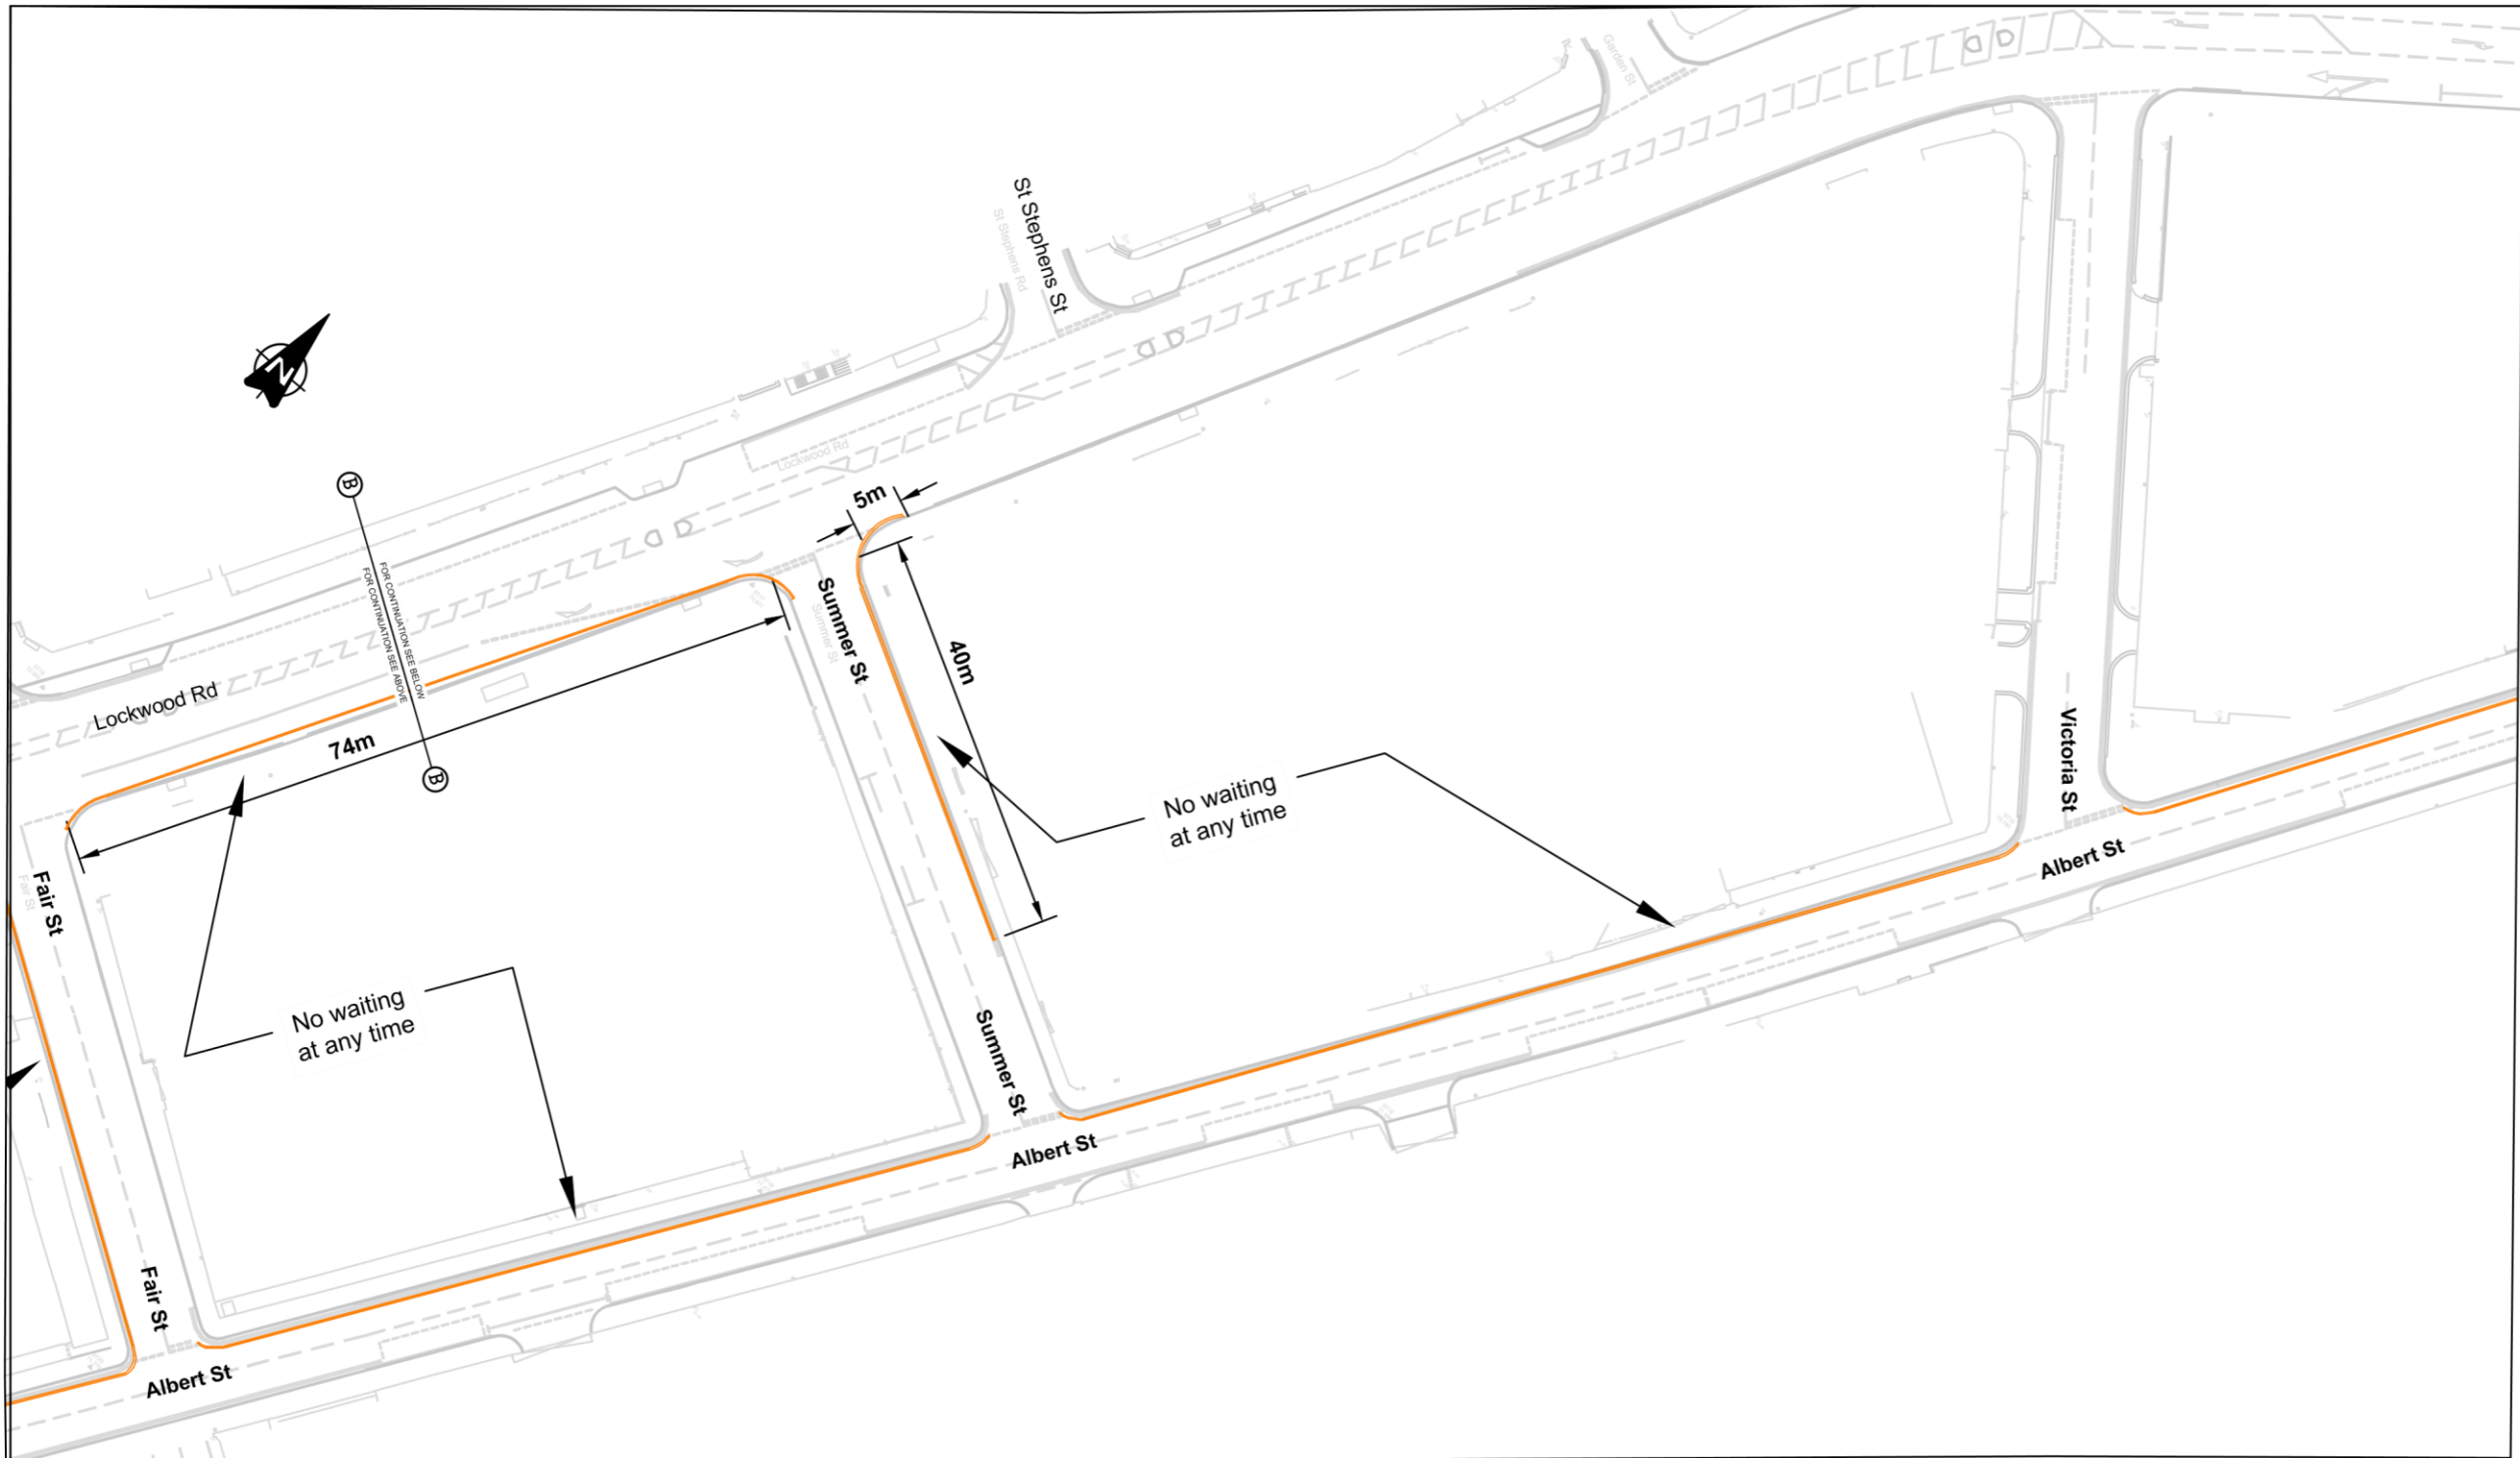 Garden St
St Stephens St
St Stephens Rd
N
B
Lockwood Rd
5m
FOR CONTINUATION SEE BELOW
FOR CONTINUATION SEE ABOVE
Summer St
Summer St
40m
Lockwood Rd
74m
B
No waiting
at any time
Victoria St
Albert St
Fair St
Fair St
No waiting
at any time
Summer St
Albert St
Fair St
Albert St